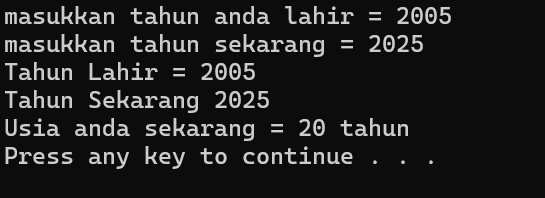 masukkan tahun anda lahir = 2005
masukkan tahun sekarang = 2025
Tahun Lahir = 2005
Tahun Sekarang 2025
Usia anda sekarang = 20 tahun
Press any key to continue . . .